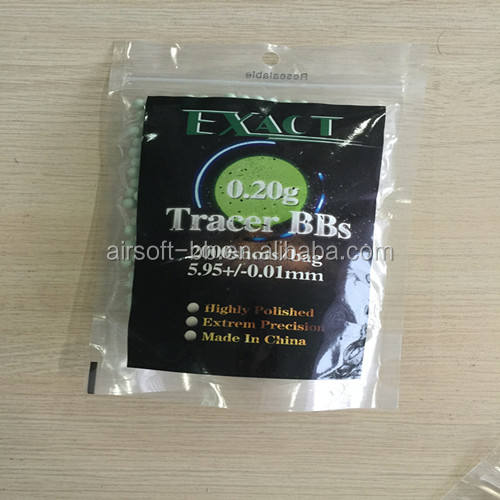 Resealable
EXACT
0.20g
Tracer BBs
2000shots/bag
airsoft-bb.en.alibaba.com
5.95+/-0.01mm
Highly Polished
Extrem Precision
Made In China